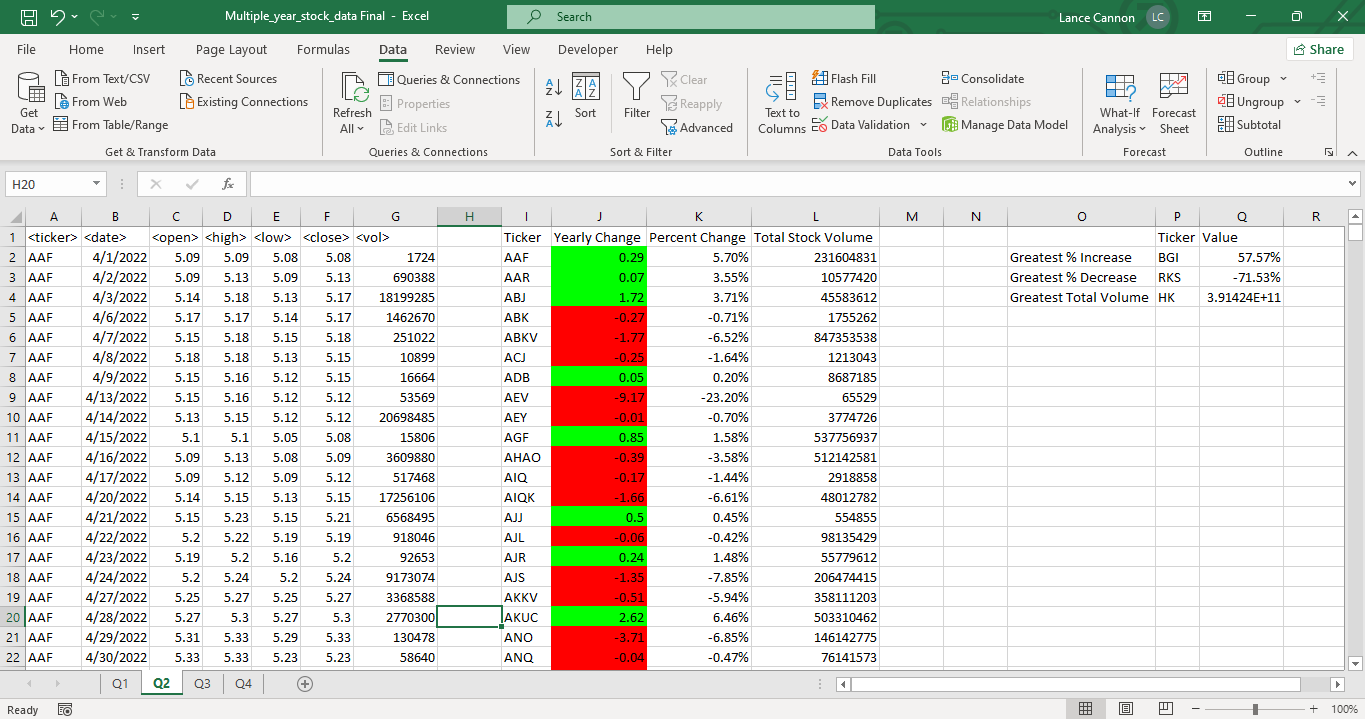 Multiple_year_stock_data Final - Excel
Search
Lance Cannon LC
File Home Insert Page Layout Formulas Data Review View Developer Help Share
Get Data
From Text/CSV
From Web
From Table/Range
Recent Sources
Existing Connections
Get & Transform Data
Refresh All
Queries & Connections
Properties
Edit Links
Queries & Connections
Sort
Filter
Clear
Reapply
Advanced
Sort & Filter
Text to Columns
Flash Fill
Remove Duplicates
Data Validation
Consolidate
Relationships
Manage Data Model
Data Tools
What-If Analysis
Forecast Sheet
Forecast
Group
Ungroup
Subtotal
Outline
H20 fx
A B C D E F G H I J K L M N O P Q R
1 <ticker> <date> <open> <high> <low> <close> <vol> Ticker Yearly Change Percent Change Total Stock Volume Ticker Value
2 AAF 4/1/2022 5.09 5.09 5.08 5.08 1724 AAF 0.29 5.70% 231604831 Greatest % Increase BGI 57.57%
3 AAF 4/2/2022 5.09 5.13 5.09 5.13 690388 AAR 0.07 3.55% 10577420 Greatest % Decrease RKS -71.53%
4 AAF 4/3/2022 5.14 5.18 5.13 5.17 18199285 ABJ 1.72 3.71% 45583612 Greatest Total Volume HK 3.91424E+11
5 AAF 4/6/2022 5.17 5.17 5.14 5.17 1462670 ABK -0.27 -0.71% 1755262
6 AAF 4/7/2022 5.15 5.18 5.15 5.18 251022 ABKV -1.77 -6.52% 847353538
7 AAF 4/8/2022 5.18 5.18 5.13 5.15 10899 ACJ -0.25 -1.64% 1213043
8 AAF 4/9/2022 5.15 5.16 5.12 5.15 16664 ADB 0.05 0.20% 8687185
9 AAF 4/13/2022 5.15 5.16 5.12 5.12 53569 AEV -9.17 -23.20% 65529
10 AAF 4/14/2022 5.13 5.15 5.12 5.12 20698485 AEY -0.01 -0.70% 3774726
11 AAF 4/15/2022 5.1 5.1 5.05 5.08 15806 AGF 0.85 1.58% 537756937
12 AAF 4/16/2022 5.09 5.13 5.08 5.09 3609880 AHAO -0.39 -3.58% 512142581
13 AAF 4/17/2022 5.09 5.12 5.09 5.12 517468 AIQ -0.17 -1.44% 2918858
14 AAF 4/20/2022 5.14 5.15 5.13 5.15 17256106 AIQK -1.66 -6.61% 48012782
15 AAF 4/21/2022 5.15 5.23 5.15 5.21 6568495 AJJ 0.5 0.45% 554855
16 AAF 4/22/2022 5.2 5.22 5.19 5.19 918046 AJL -0.06 -0.42% 98135429
17 AAF 4/23/2022 5.19 5.2 5.16 5.2 92653 AJR 0.24 1.48% 55779612
18 AAF 4/24/2022 5.2 5.24 5.2 5.24 9173074 AJS -1.35 -7.85% 206474415
19 AAF 4/27/2022 5.25 5.27 5.25 5.27 3368588 AKKV -0.51 -5.94% 358111203
20 AAF 4/28/2022 5.27 5.3 5.27 5.3 2770300 AKUC 2.62 6.46% 503310462
21 AAF 4/29/2022 5.31 5.33 5.29 5.33 130478 ANO -3.71 -6.85% 146142775
22 AAF 4/30/2022 5.33 5.33 5.23 5.23 58640 ANQ -0.04 -0.47% 76141573
Q1 Q2 Q3 Q4
Ready 100%